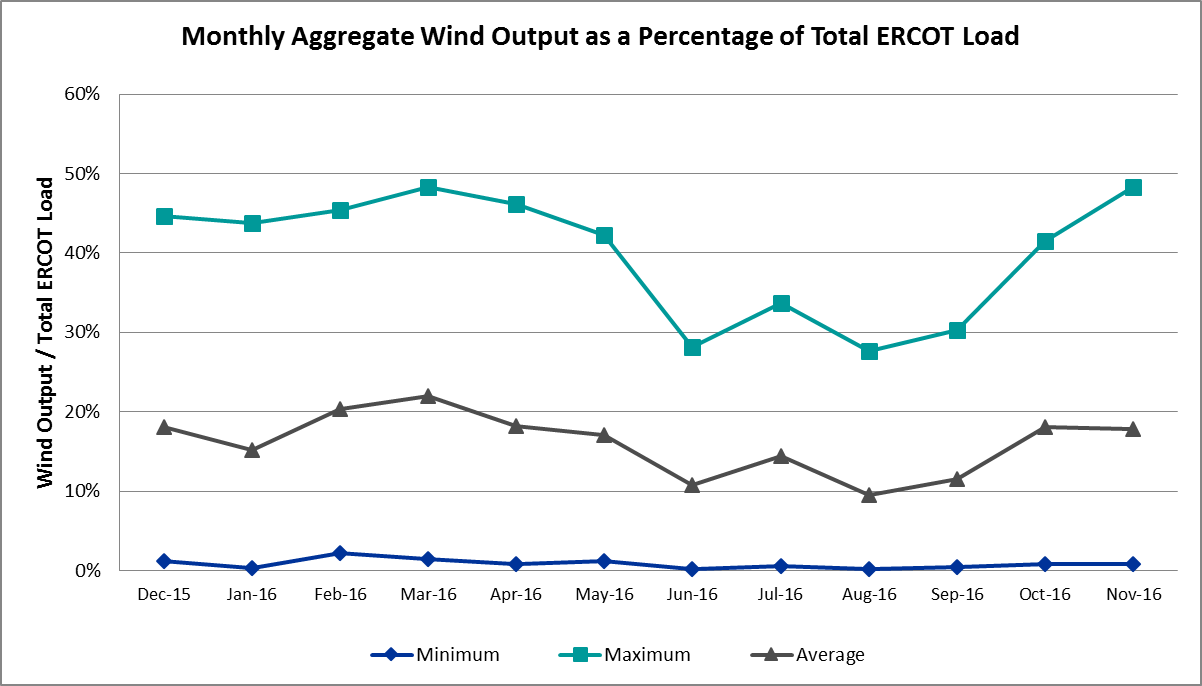 Monthly Aggregate Wind Output as a Percentage of Total ERCOT Load
Wind Output / Total ERCOT Load
60%
50%
40%
30%
20%
10%
0%
Dec-15 Jan-16 Feb-16 Mar-16 Apr-16 May-16 Jun-16 Jul-16 Aug-16 Sep-16 Oct-16 Nov-16
Minimum Maximum Average